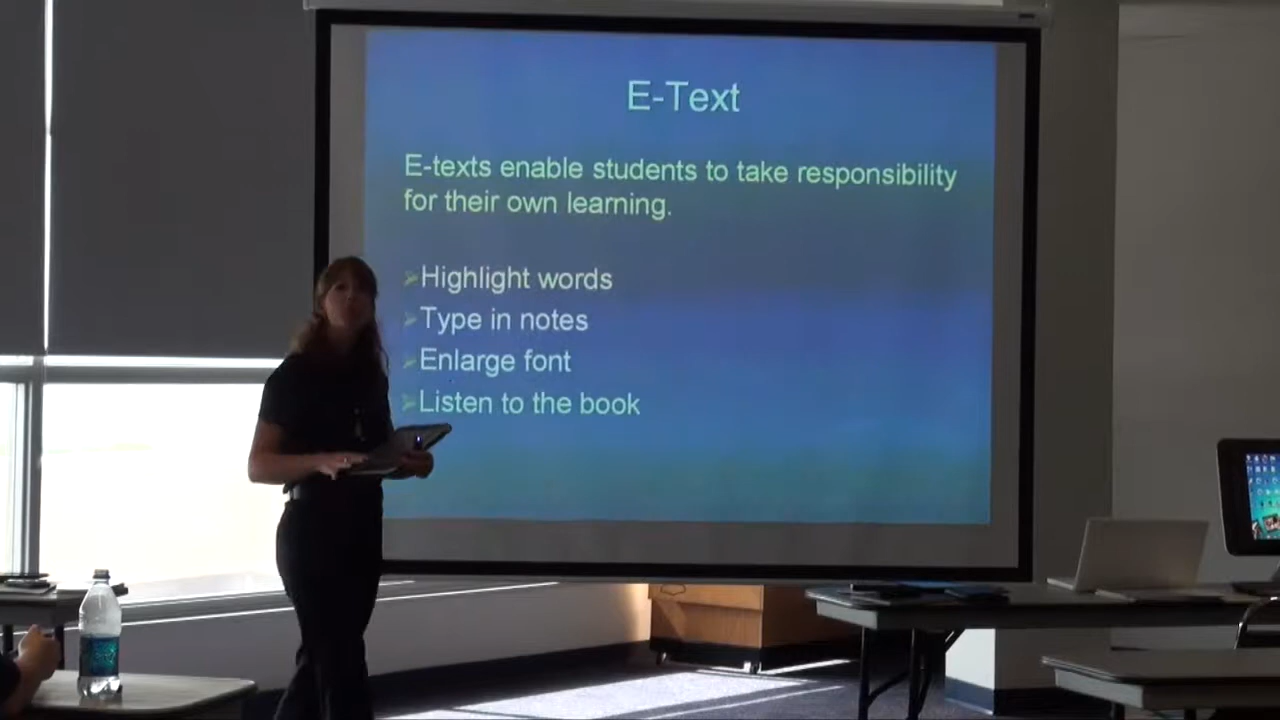 E-Text
E-texts enable students to take responsibility
for their own learning.
Highlight words
Type in notes
Enlarge font
Listen to the book